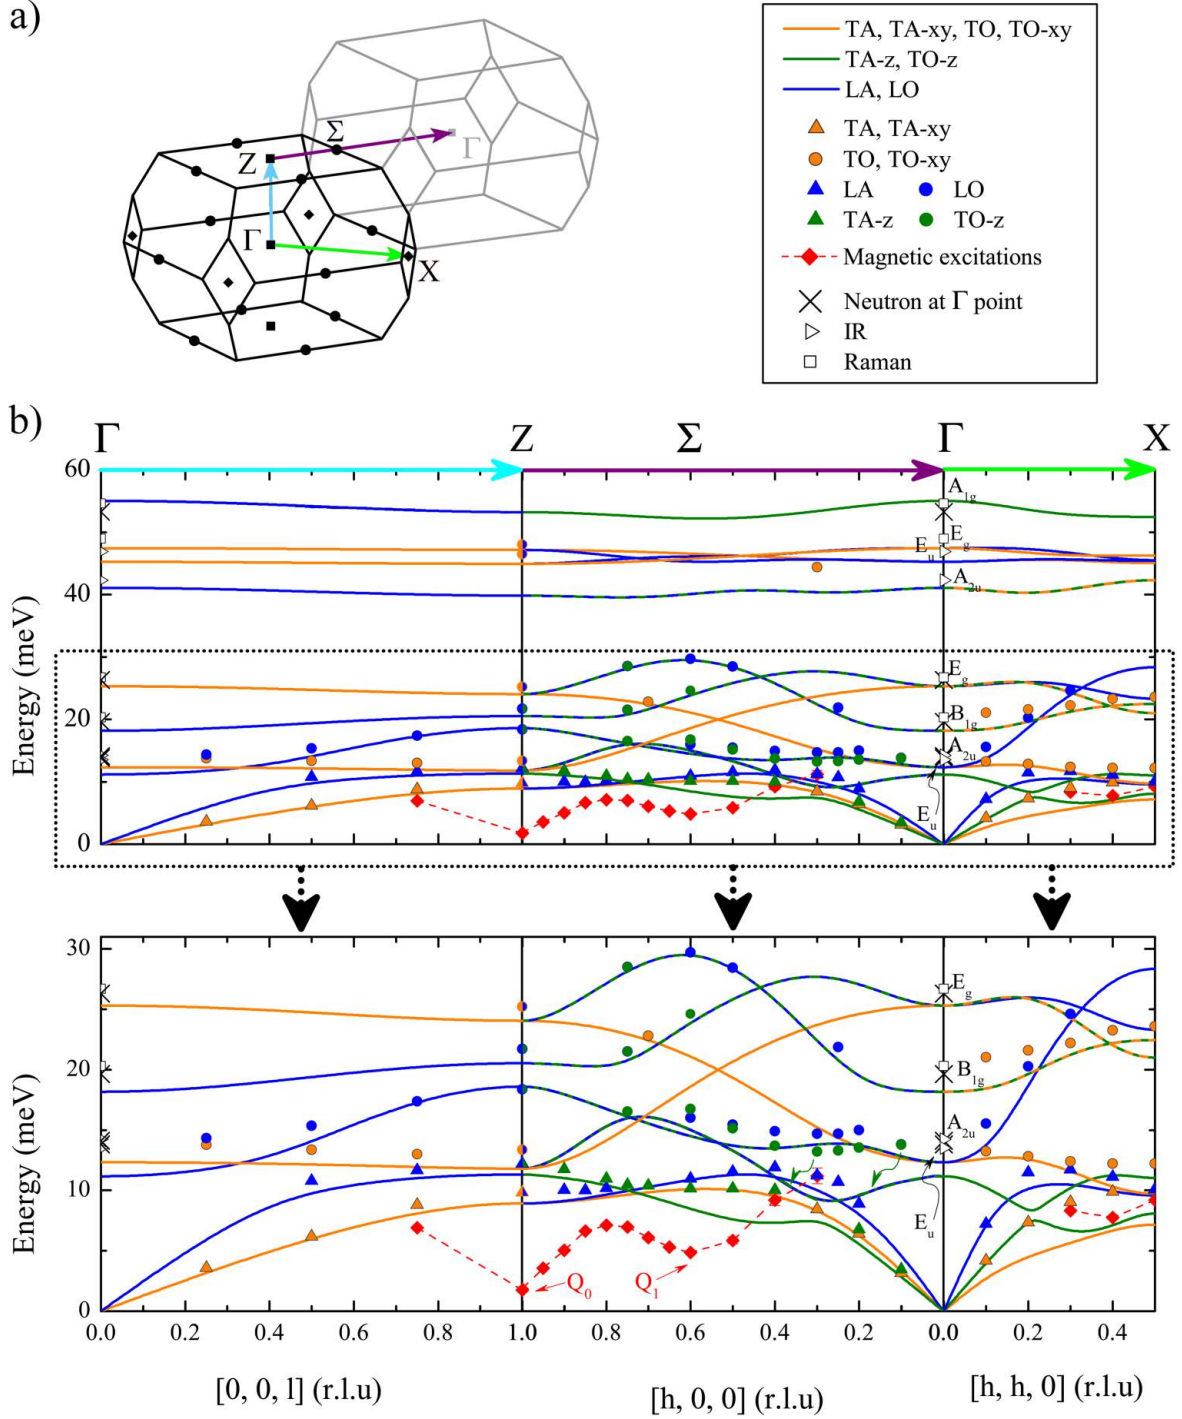 a)
Σ
Z
Γ
Γ
X
TA, TA-xy, TO, TO-xy
TA-z, TO-z
LA, LO
TA, TA-xy
TO, TO-xy
LA LO
TA-z TO-z
Magnetic excitations
Neutron at Γ point
IR
Raman
b)
Γ Z Σ Γ X
60
40
20
0
Energy (meV)
A1g
Eg
Eu
A2u
Eg
B1g
A2u
Eu
30
20
10
0
Energy (meV)
Eg
B1g
A2u
Eu
Q0
Q1
0.0 0.2 0.4 0.6 0.8 1.0 0.8 0.6 0.4 0.2 0.0 0.2 0.4
[0, 0, l] (r.l.u) [h, 0, 0] (r.l.u) [h, h, 0] (r.l.u)